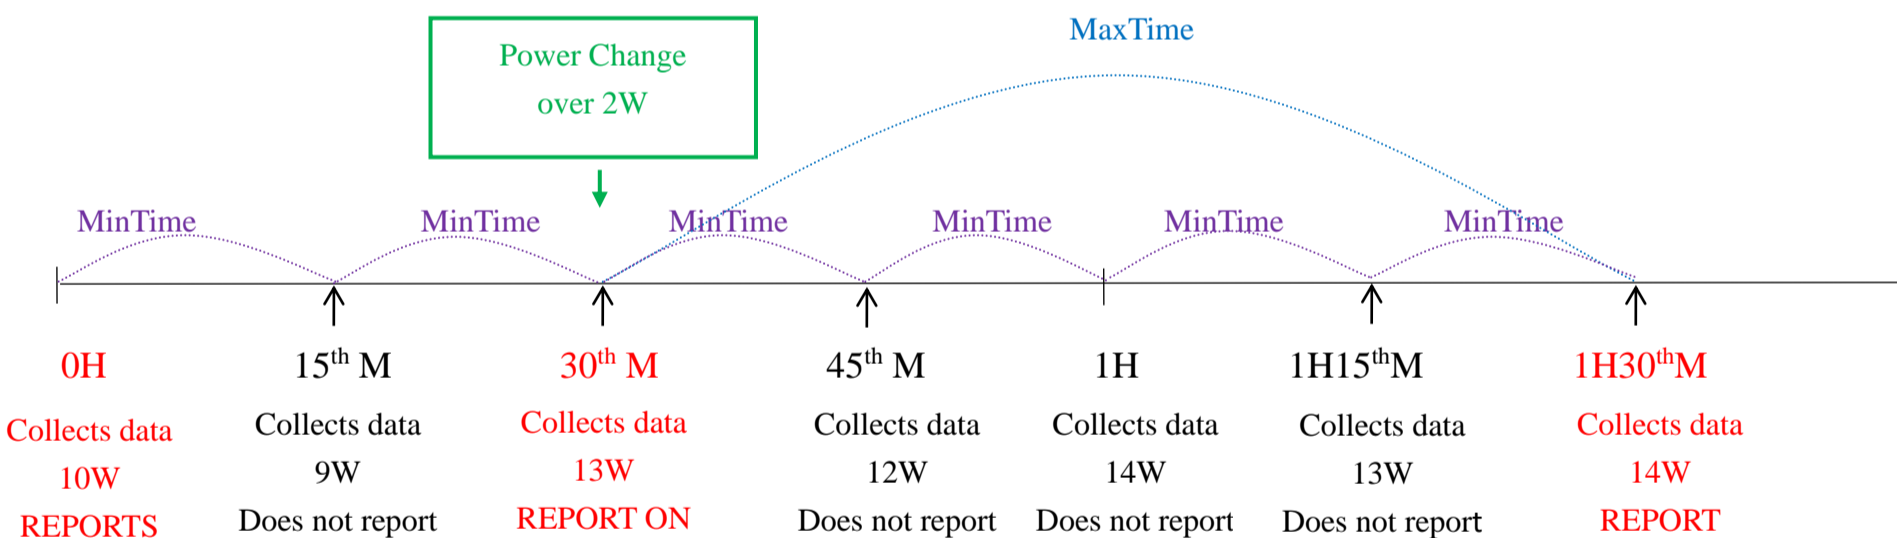 MaxTime
Power Change
over 2W
MinTime
MinTime
MinTime
MinTime
MinTime
MinTime
0H
15th M
30th M
45th M
1H
1H15thM
1H30thM
Collects data
10W
REPORTS
Collects data
9W
Does not report
Collects data
13W
REPORT ON
Collects data
12W
Does not report
Collects data
14W
Does not report
Collects data
13W
Does not report
Collects data
14W
REPORT